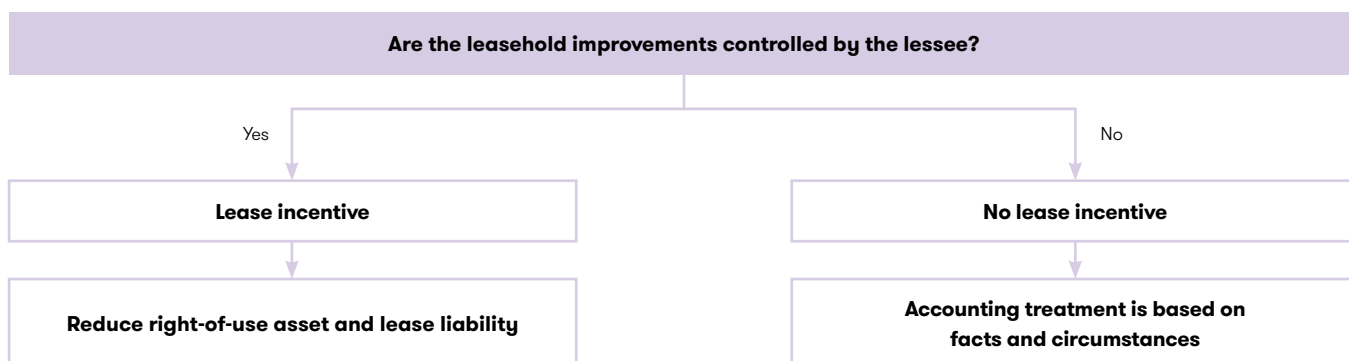 Are the leasehold improvements controlled by the lessee?
Yes
No
Lease incentive
No lease incentive
Reduce right-of-use asset and lease liability
Accounting treatment is based on
facts and circumstances